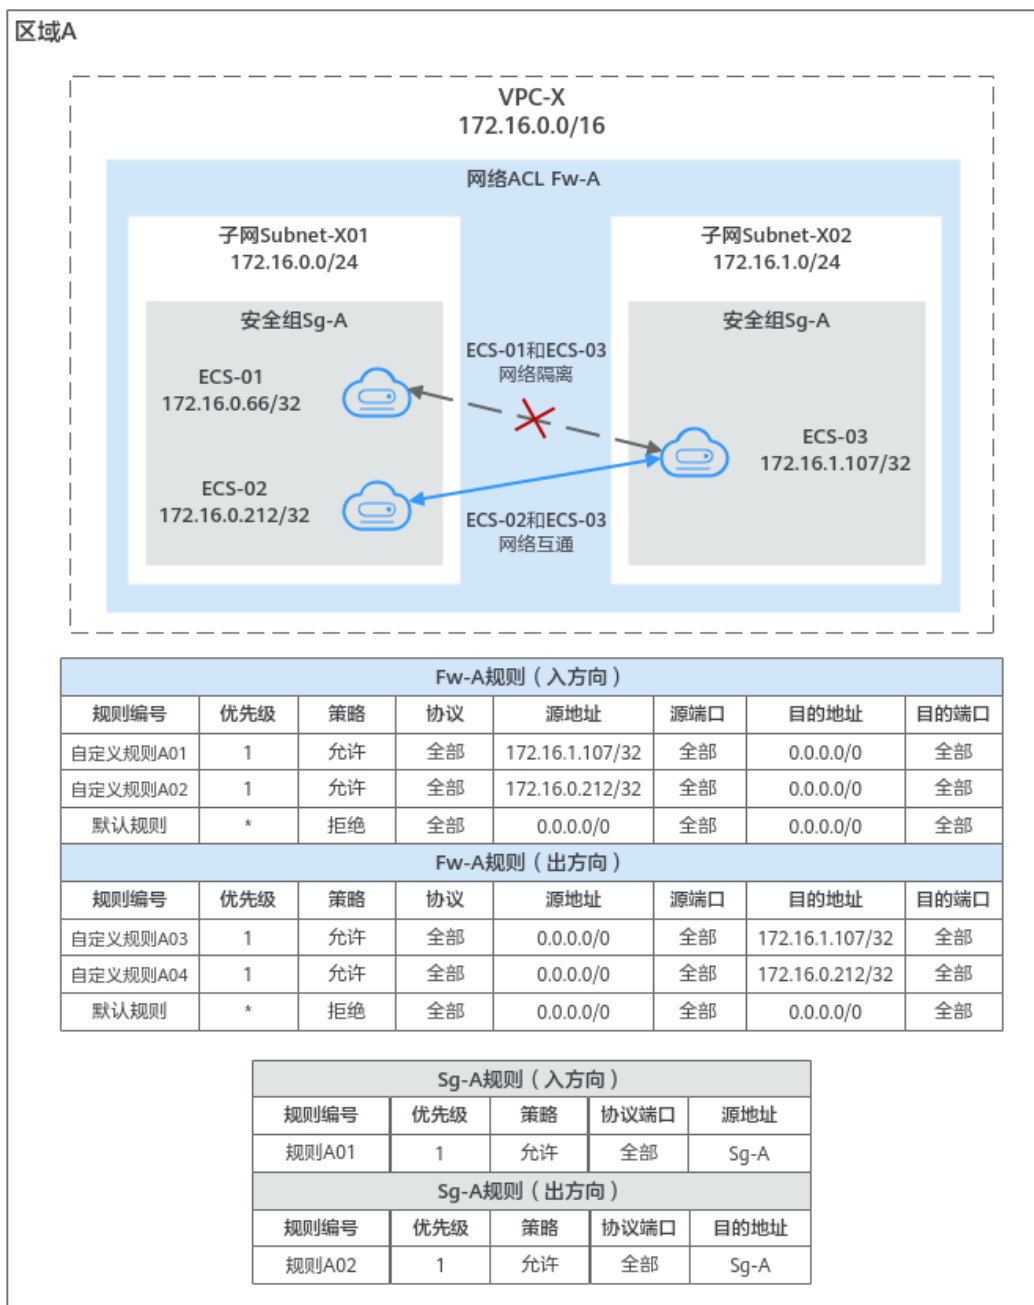 区域A
VPC-X
172.16.0.0/16
网络ACL Fw-A
子网Subnet-X01
172.16.0.0/24
子网Subnet-X02
172.16.1.0/24
安全组Sg-A
安全组Sg-A
ECS-01
172.16.0.66/32
ECS-01和ECS-03
网络隔离
ECS-03
172.16.1.107/32
ECS-02
172.16.0.212/32
ECS-02和ECS-03
网络互通
Fw-A规则（入方向）
规则编号 优先级 策略 协议 源地址 源端口 目的地址 目的端口
自定义规则A01 1 允许 全部 172.16.1.107/32 全部 0.0.0.0/0 全部
自定义规则A02 1 允许 全部 172.16.0.212/32 全部 0.0.0.0/0 全部
默认规则 * 拒绝 全部 0.0.0.0/0 全部 0.0.0.0/0 全部
Fw-A规则（出方向）
规则编号 优先级 策略 协议 源地址 源端口 目的地址 目的端口
自定义规则A03 1 允许 全部 0.0.0.0/0 全部 172.16.1.107/32 全部
自定义规则A04 1 允许 全部 0.0.0.0/0 全部 172.16.0.212/32 全部
默认规则 * 拒绝 全部 0.0.0.0/0 全部 0.0.0.0/0 全部
Sg-A规则（入方向）
规则编号 优先级 策略 协议端口 源地址
规则A01 1 允许 全部 Sg-A
Sg-A规则（出方向）
规则编号 优先级 策略 协议端口 目的地址
规则A02 1 允许 全部 Sg-A